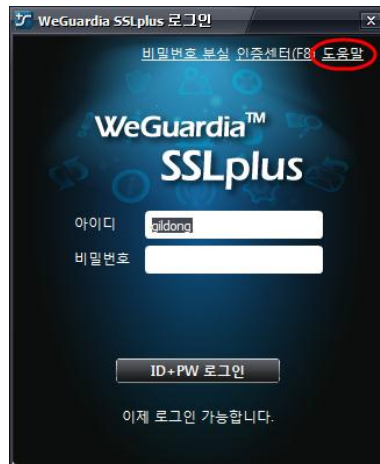 WeGuardia SSLplus 로그인 X
비밀번호 분실 인증센터(F8) 도움말
WeGuardia™
SSLplus
아이디 gildong
비밀번호
ID+PW 로그인
이제 로그인 가능합니다.